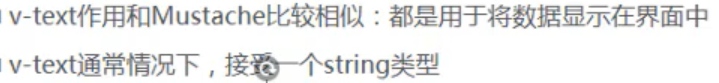 v-text作用和Mustache比较相似：都是用于将数据显示在界面中
v-text通常情况下，接受一个string类型